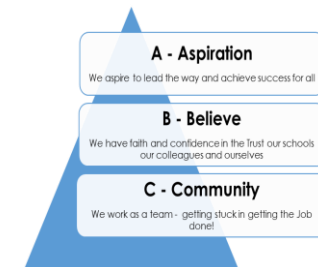 A - Aspiration
We aspire to lead the way and achieve success for all
B - Believe
We have faith and confidence in the Trust our schools
our colleagues and ourselves
C - Community
We work as a team - getting stuck in getting the Job
done!